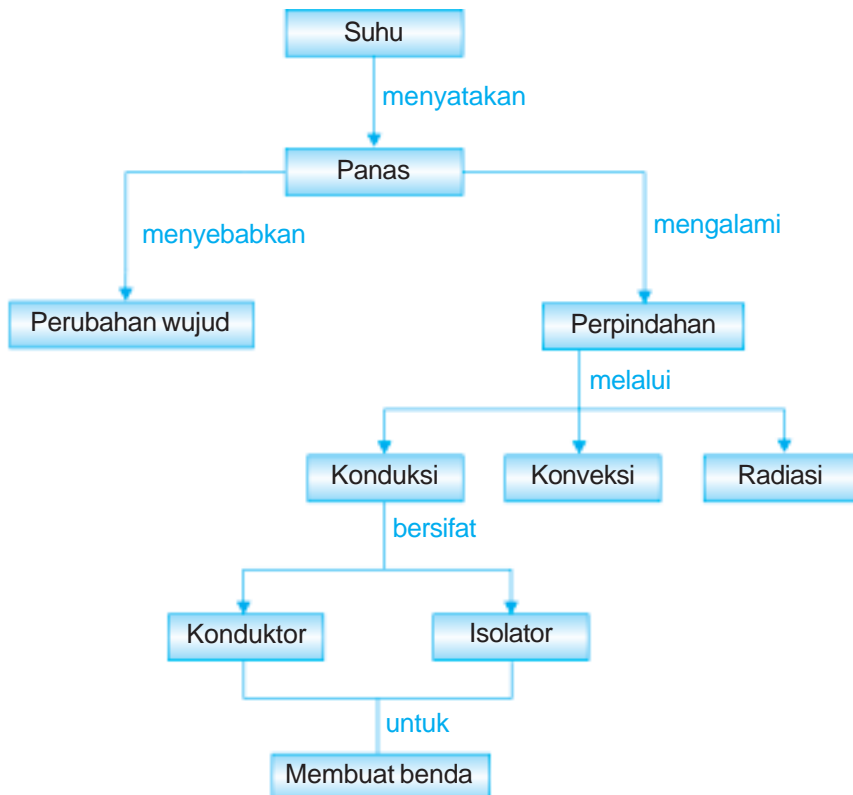 Suhu
menyatakan
Panas
menyebabkan
mengalami
Perubahan wujud
Perpindahan
melalui
Konduksi
Konveksi
Radiasi
bersifat
Konduktor
Isolator
untuk
Membuat benda